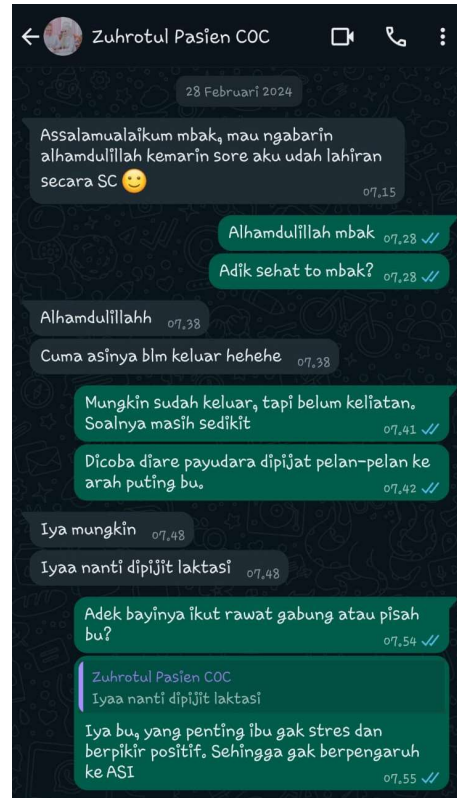 Zuhrotul Pasien COC
28 Februari 2024
Assalamualaikum mbak, mau ngabarin
alhamdulillah kemarin sore aku udah lahiran
secara SC 🙂
07.15
Alhamdulillah mbak 07.28
Adik sehat to mbak? 07.28
Alhamdulillahh 07.38
Cuma asinya blm keluar hehehe 07.38
Mungkin sudah keluar, tapi belum keliatan.
Soalnya masih sedikit 07.41
Dicoba diare payudara dipijat pelan-pelan ke
arah puting bu. 07.42
Iya mungkin 07.48
Iyaa nanti dipijit laktasi 07.48
Adek bayinya ikut rawat gabung atau pisah
bu? 07.54
Zuhrotul Pasien COC
Iyaa nanti dipijit laktasi
Iya bu, yang penting ibu gak stres dan
berpikir positif. Sehingga gak berpengaruh
ke ASI 07.55